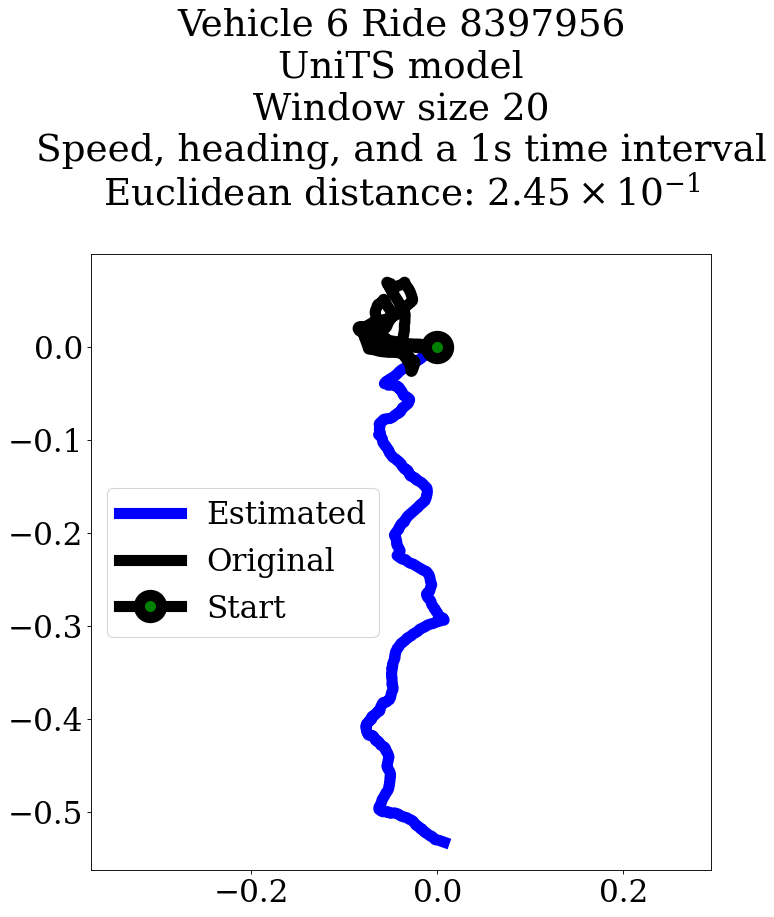 Vehicle 6 Ride 8397956
UniTS model
Window size 20
Speed, heading, and a 1s time interval
Euclidean distance: 2.45 × 10⁻¹
0.0
−0.1
−0.2
−0.3
−0.4
−0.5
Estimated
Original
Start
−0.2 0.0 0.2